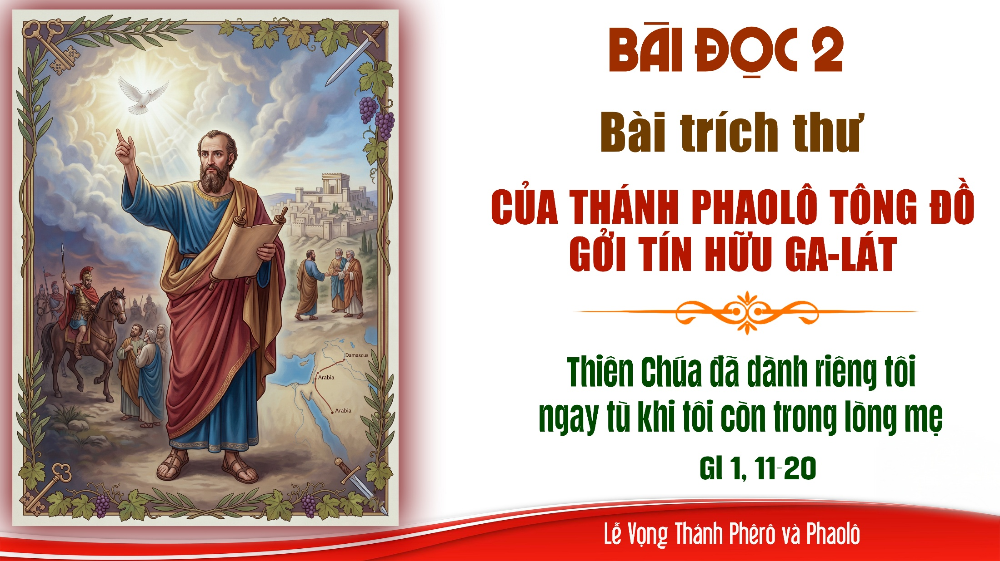 BÀI ĐỌC 2
Bài trích thư
CỦA THÁNH PHAOLÔ TÔNG ĐỒ
GỞI TÍN HỮU GA-LÁT
Thiên Chúa đã dành riêng tôi
ngay từ khi tôi còn trong lòng mẹ
Gl 1, 11-20
Lễ Vọng Thánh Phêrô và Phaolô
Damascus
Arabia
Arabia